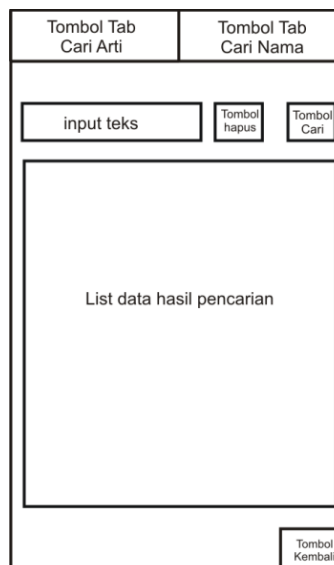 Tombol Tab
Cari Arti
Tombol Tab
Cari Nama
input teks
Tombol
hapus
Tombol
Cari
List data hasil pencarian
Tombol
Kembali